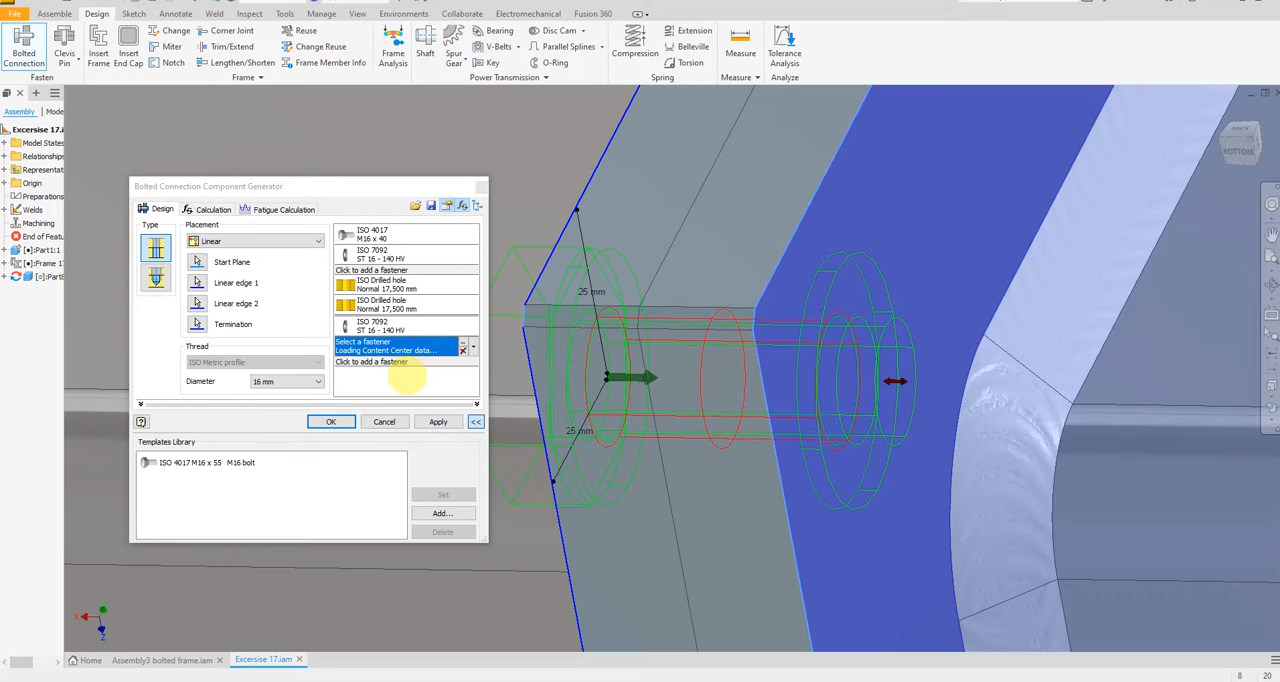 File Assemble Design Sketch Annotate Weld Inspect Tools Manage View Environments Collaborate Electromechanical Fusion 360
Bolted Connection
Clevis Pin
Fasten
Insert Frame
Insert End Cap
Change
Miter
Notch
Corner Joint
Trim/Extend
Lengthen/Shorten
Reuse
Change Reuse
Frame Member Info
Frame
Frame Analysis
Shaft
Spur Gear
Bearing
V-Belts
Key
Disc Cam
Parallel Splines
O-Ring
Power Transmission
Compression
Extension
Belleville
Torsion
Spring
Measure
Measure
Tolerance Analysis
Analyze
Assembly Mode
Excersise 17.i
Model States
Relationships
Representat
Origin
Preparations
Welds
Machining
End of Featu
[•]:Part1:1
[•]:Frame 17
Bolted Connection Component Generator
Design Calculation Fatigue Calculation
Type
Placement
Linear
Start Plane
Linear edge 1
Linear edge 2
Termination
Thread
ISO Metric profile
Diameter 16 mm
ISO 4017
M16 x 40
ISO 7092
ST 16 - 140 HV
Click to add a fastener
ISO Drilled hole
Normal 17,500 mm
ISO Drilled hole
Normal 17,500 mm
ISO 7092
ST 16 - 140 HV
Select a fastener
Loading Content Center data...
Click to add a fastener
? OK Cancel Apply <<
Templates Library
ISO 4017 M16 x 55 M16 bolt
Set
Add...
Delete
25 mm
25 mm
BACK
BOTTOM
X
Z
Home Assembly3 bolted frame.iam Excersise 17.iam
8 20